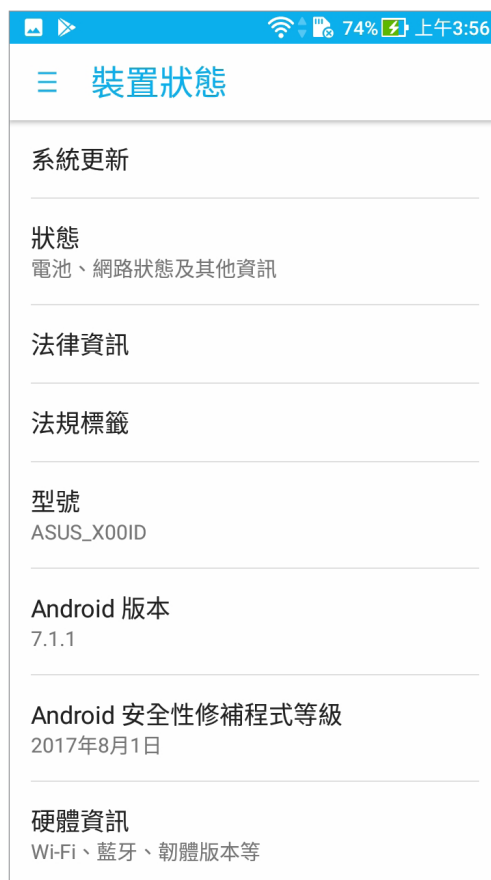 74% 上午3:56
裝置狀態
系統更新
狀態
電池、網路狀態及其他資訊
法律資訊
法規標籤
型號
ASUS_X00ID
Android 版本
7.1.1
Android 安全性修補程式等級
2017年8月1日
硬體資訊
Wi-Fi、藍牙、韌體版本等